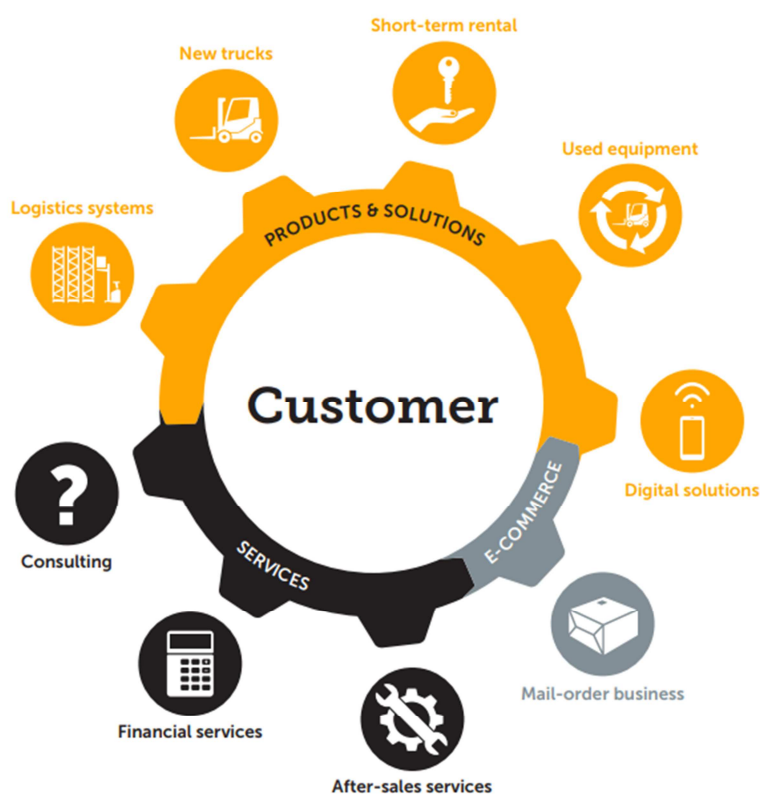 Short-term rental
New trucks
Used equipment
Logistics systems
PRODUCTS & SOLUTIONS
Customer
Digital solutions
E-COMMERCE
SERVICES
Consulting
Mail-order business
Financial services
After-sales services